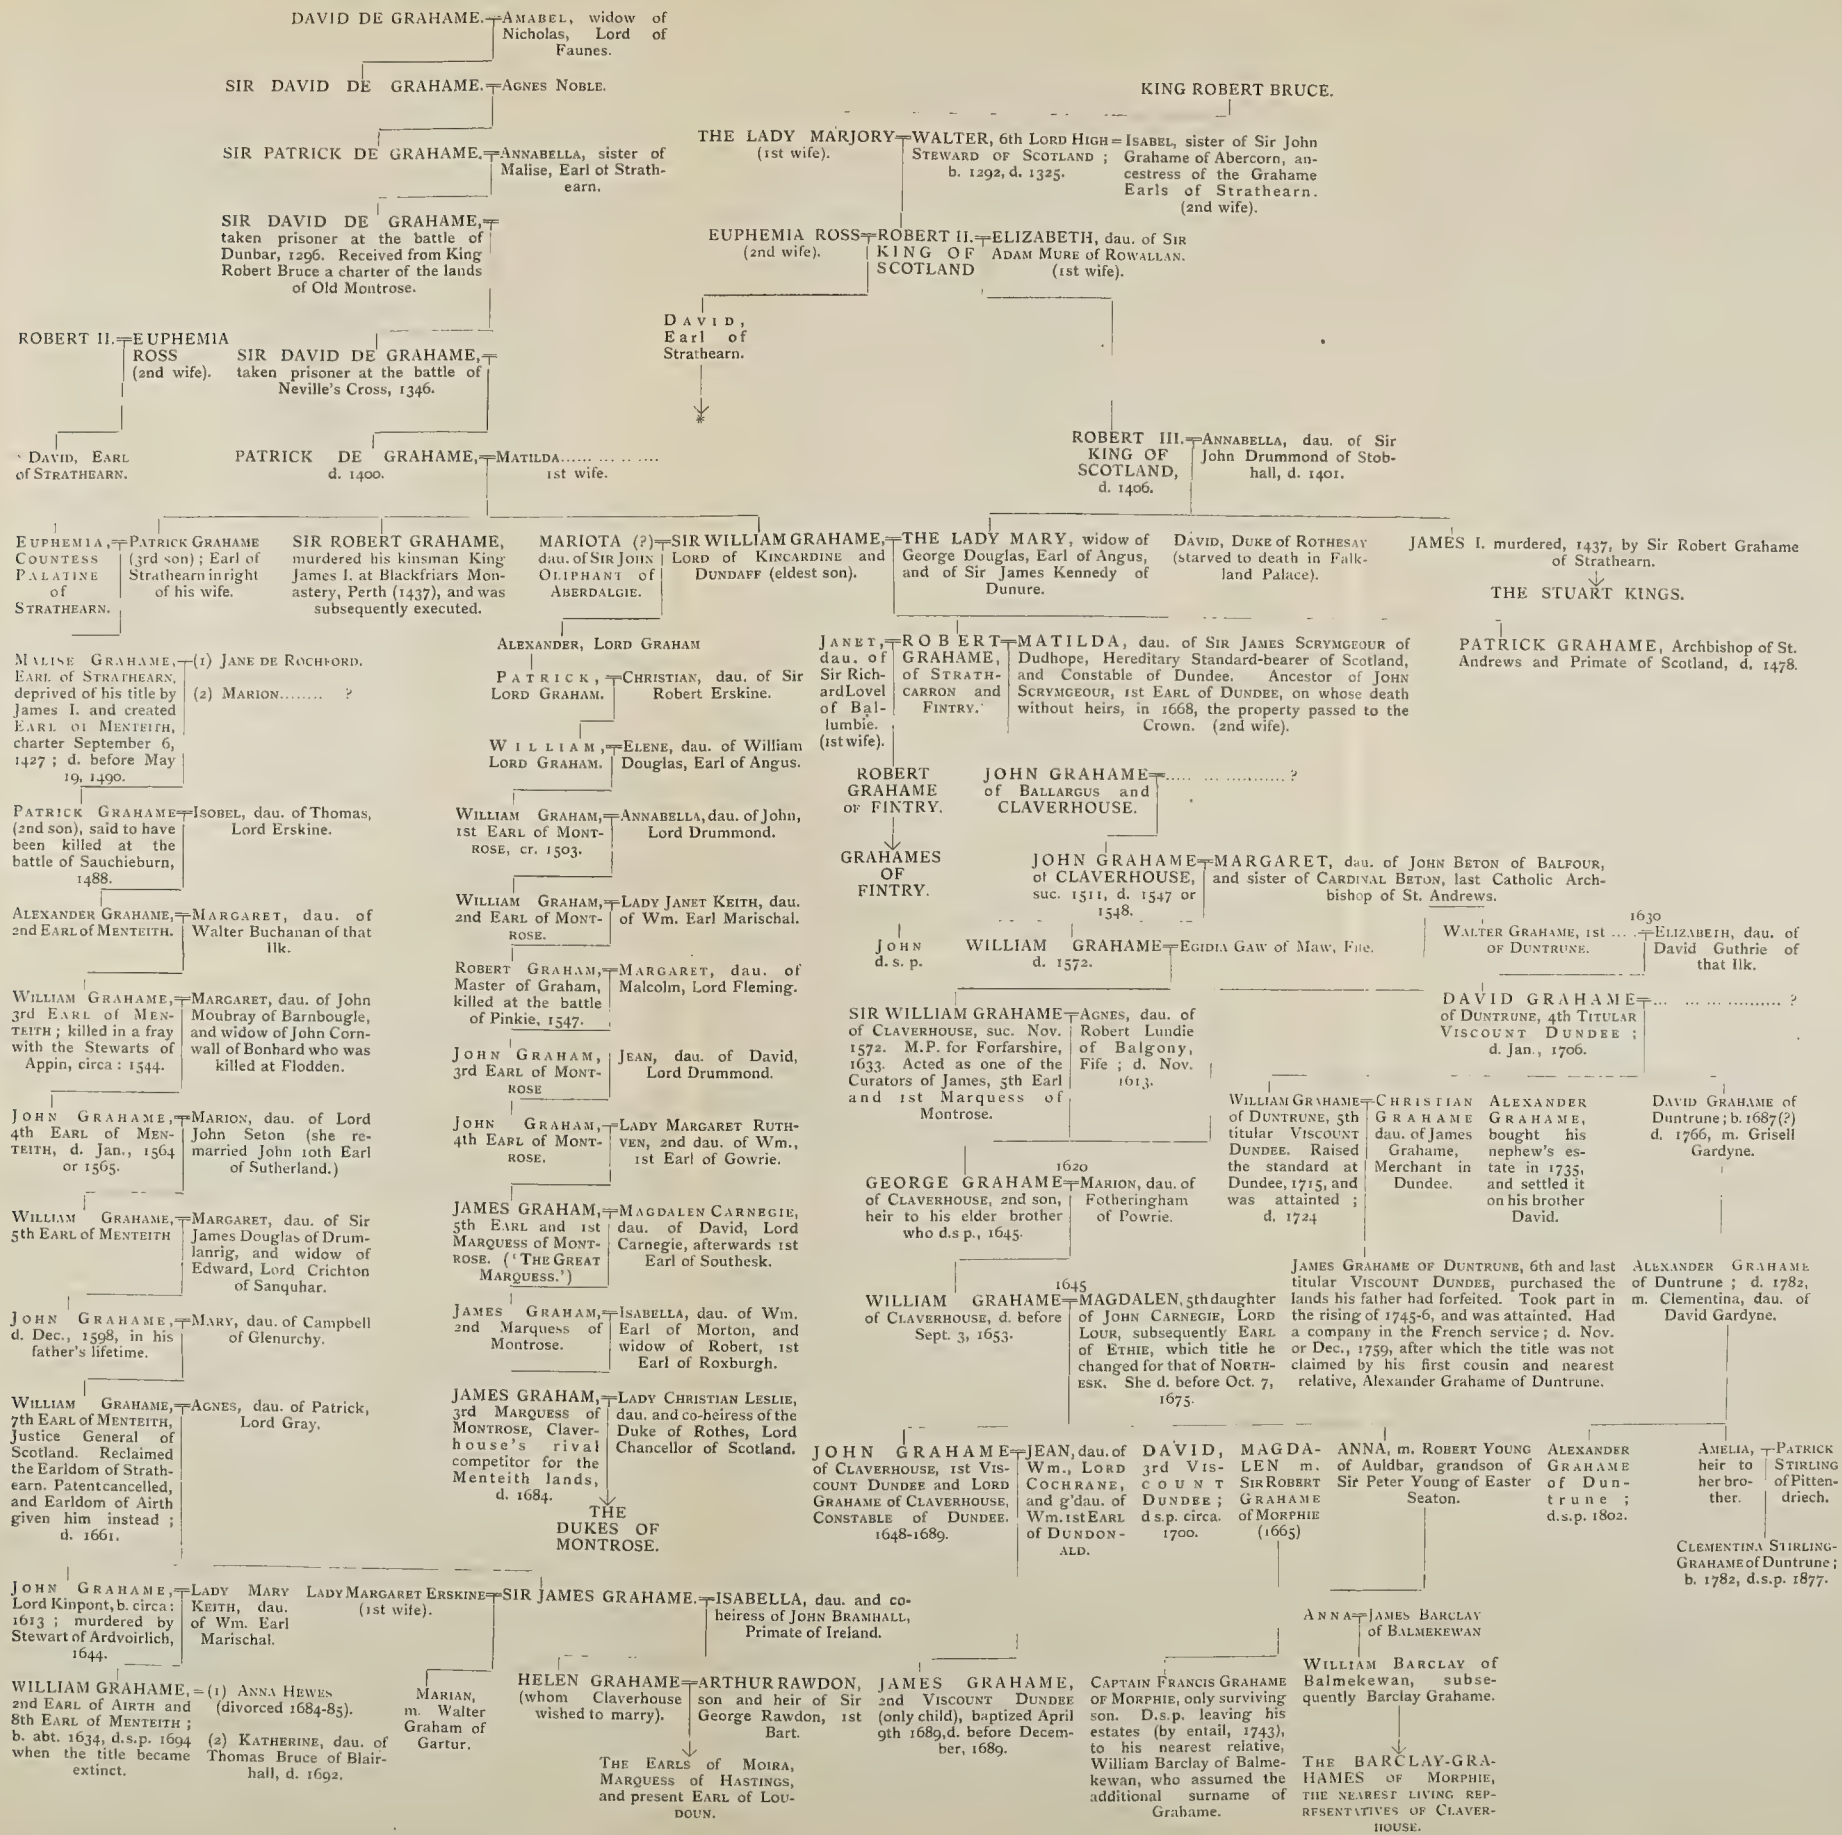 DAVID DE GRAHAME. AMABEL, widow of
Nicholas, Lord of
Faunes.
SIR DAVID DE GRAHAME. AGNES NOBLE.
KING ROBERT BRUCE.
SIR PATRICK DE GRAHAME. ANNABELLA, sister of
Malise, Earl of Strath-
earn.
THE LADY MARJORY
(1st wife).
WALTER, 6th LORD HIGH
STEWARD OF SCOTLAND ;
b. 1292, d. 1325.
= ISABEL, sister of Sir John
Grahame of Abercorn, an-
cestress of the Grahame
Earls of Strathearn.
(2nd wife).
SIR DAVID DE GRAHAME,
taken prisoner at the battle of
Dunbar, 1296. Received from King
Robert Bruce a charter of the lands
of Old Montrose.
EUPHEMIA ROSS
(2nd wife).
ROBERT II.
KING OF
SCOTLAND
ELIZABETH, dau. of SIR
ADAM MURE OF ROWALLAN.
(1st wife).
DAVID,
Earl of
Strathearn.
*
ROBERT II. EUPHEMIA
ROSS
(2nd wife).
SIR DAVID DE GRAHAME,
taken prisoner at the battle of
Neville's Cross, 1346.
DAVID, EARL
of STRATHEARN.
PATRICK DE GRAHAME,
d. 1400.
MATILDA.................
1st wife.
ROBERT III.
KING OF
SCOTLAND,
d. 1406.
ANNABELLA, dau. of Sir
John Drummond of Stob-
hall, d. 1401.
EUPHEMIA,
COUNTESS
PALATINE
of
STRATHEARN.
PATRICK GRAHAME
(3rd son) ; Earl of
Strathearn in right
of his wife.
SIR ROBERT GRAHAME,
murdered his kinsman King
James I. at Blackfriars Mon-
astery, Perth (1437), and was
subsequently executed.
MARIOTA (?)
dau. of SIR JOHN
OLIPHANT OF
ABERDALGIE.
SIR WILLIAM GRAHAME,
LORD OF KINCARDINE and
DUNDAFF (eldest son).
THE LADY MARY, widow of
George Douglas, Earl of Angus,
and of Sir James Kennedy of
Dunure.
DAVID, DUKE OF ROTHESAY
(starved to death in Falk-
land Palace).
JAMES I. murdered, 1437, by Sir Robert Grahame
of Strathearn.
THE STUART KINGS.
MALISE GRAHAME,
EARL OF STRATHEARN,
deprived of his title by
James I. and created
EARL OF MENTEITH,
charter September 6,
1427 ; d. before May
19, 1490.
(1) JANE DE ROCHFORD.
(2) MARION........ ?
ALEXANDER, LORD GRAHAM
PATRICK,
LORD GRAHAM.
CHRISTIAN, dau. of Sir
Robert Erskine.
WILLIAM,
LORD GRAHAM.
ELENE, dau. of William
Douglas, Earl of Angus.
JANET,
dau. of
Sir Rich-
ard Lovel
of Bal-
lumbie.
(1st wife).
ROBERT
GRAHAME,
of STRATH-
CARRON and
FINTRY.
MATILDA, dau. of SIR JAMES SCRYMGEOUR of
Dudhope, Hereditary Standard-bearer of Scotland,
and Constable of Dundee. Ancestor of JOHN
SCRYMGEOUR, 1ST EARL OF DUNDEE, on whose death
without heirs, in 1668, the property passed to the
Crown. (2nd wife).
PATRICK GRAHAME, Archbishop of St.
Andrews and Primate of Scotland, d. 1478.
ROBERT
GRAHAME
OF FINTRY.
GRAHAMES
OF
FINTRY.
JOHN GRAHAME
of BALLARGUS and
CLAVERHOUSE.
..................... ?
PATRICK GRAHAME
(2nd son), said to have
been killed at the
battle of Sauchieburn,
1488.
ISOBEL, dau. of Thomas,
Lord Erskine.
WILLIAM GRAHAM,
1ST EARL OF MONT-
ROSE, cr. 1503.
ANNABELLA, dau. of John,
Lord Drummond.
JOHN GRAHAME
of CLAVERHOUSE,
suc. 1511, d. 1547 or
1548.
MARGARET, dau. of JOHN BETON OF BALFOUR,
and sister of CARDINAL BETON, last Catholic Arch-
bishop of St. Andrews.
ALEXANDER GRAHAME,
2nd EARL of MENTEITH.
MARGARET, dau. of
Walter Buchanan of that
Ilk.
WILLIAM GRAHAM,
2nd EARL OF MONT-
ROSE.
LADY JANET KEITH, dau.
of Wm. Earl Marischal.
JOHN
d. s. p.
WILLIAM GRAHAME
d. 1572.
EGIDIA GAW of MAW, Fife.
1630
WALTER GRAHAME, 1st ....
OF DUNTRUNE.
ELIZABETH, dau. of
David Guthrie of
that Ilk.
WILLIAM GRAHAME,
3rd EARL OF MEN-
TEITH ; killed in a fray
with the Stewarts of
Appin, circa : 1544.
MARGARET, dau. of John
Moubray of Barnbougle,
and widow of John Corn-
wall of Bonhard who was
killed at Flodden.
ROBERT GRAHAM,
Master of Graham,
killed at the battle
of Pinkie, 1547.
MARGARET, dau. of
Malcolm, Lord Fleming.
SIR WILLIAM GRAHAME
of CLAVERHOUSE, suc. Nov.
1572. M.P. for Forfarshire,
1633. Acted as one of the
Curators of James, 5th Earl
and 1st Marquess of
Montrose.
AGNES, dau. of
Robert Lundie
of Balgony,
Fife ; d. Nov.
1613.
DAVID GRAHAME
OF DUNTRUNE, 4TH TITULAR
VISCOUNT DUNDEE ;
d. Jan., 1706.
.................... ?
JOHN GRAHAM,
3rd EARL OF MONT-
ROSE
JEAN, dau. of David,
Lord Drummond.
JOHN GRAHAME,
4th EARL OF MEN-
TEITH, d. Jan., 1564
or 1565.
MARION, dau. of Lord
John Seton (she re-
married John 10th Earl
of Sutherland.)
JOHN GRAHAM,
4th EARL OF MONT-
ROSE.
LADY MARGARET RUTH-
VEN, 2nd dau. of Wm.,
1st Earl of Gowrie.
WILLIAM GRAHAME
of DUNTRUNE, 5th
titular VISCOUNT
DUNDEE. Raised
the standard at
Dundee, 1715, and
was attainted ;
d. 1724
CHRISTIAN
GRAHAME
dau. of James
Grahame,
Merchant in
Dundee.
ALEXANDER
GRAHAME,
bought his
nephew's es-
tate in 1735,
and settled it
on his brother
David.
DAVID GRAHAME of
Duntrune; b. 1687(?)
d. 1766, m. Grisell
Gardyne.
WILLIAM GRAHAME,
5th EARL OF MENTEITH
MARGARET, dau. of Sir
James Douglas of Drum-
lanrig, and widow of
Edward, Lord Crichton
of Sanquhar.
JAMES GRAHAM,
5th EARL and 1st
MARQUESS OF MONT-
ROSE. ('THE GREAT
MARQUESS.')
MAGDALEN CARNEGIE,
dau. of David, Lord
Carnegie, afterwards 1st
Earl of Southesk.
1620
GEORGE GRAHAME
of CLAVERHOUSE, 2nd son,
heir to his elder brother
who d.s p., 1645.
MARION, dau. of
Fotheringham
of Powrie.
JOHN GRAHAME,
d. Dec., 1598, in his
father's lifetime.
MARY, dau. of Campbell
of Glenurchy.
JAMES GRAHAM,
2nd Marquess of
Montrose.
ISABELLA, dau. of Wm.
Earl of Morton, and
widow of Robert, 1st
Earl of Roxburgh.
1645
WILLIAM GRAHAME
of CLAVERHOUSE, d. before
Sept. 3, 1653.
MAGDALEN, 5th daughter
of JOHN CARNEGIE, LORD
LOUR, subsequently EARL
OF ETHIE, which title he
changed for that of NORTH-
ESK. She d. before Oct. 7,
1675.
JAMES GRAHAME OF DUNTRUNE, 6th and last
titular VISCOUNT DUNDEE, purchased the
lands his father had forfeited. Took part in
the rising of 1745-6, and was attainted. Had
a company in the French service ; d. Nov.
or Dec., 1759, after which the title was not
claimed by his first cousin and nearest
relative, Alexander Grahame of Duntrune.
ALEXANDER GRAHAME
of Duntrune ; d. 1782,
m. Clementina, dau. of
David Gardyne.
WILLIAM GRAHAME,
7th EARL OF MENTEITH,
Justice General of
Scotland. Reclaimed
the Earldom of Strath-
earn. Patent cancelled,
and Earldom of Airth
given him instead ;
d. 1661.
AGNES, dau. of Patrick,
Lord Gray.
JAMES GRAHAM,
3rd MARQUESS OF
MONTROSE, Claver-
house's rival
competitor for the
Menteith lands,
d. 1684.
LADY CHRISTIAN LESLIE,
dau. and co-heiress of the
Duke of Rothes, Lord
Chancellor of Scotland.
THE
DUKES OF
MONTROSE.
JOHN GRAHAME
of CLAVERHOUSE, 1ST VIS-
COUNT DUNDEE and LORD
GRAHAME OF CLAVERHOUSE,
CONSTABLE OF DUNDEE.
1648-1689.
JEAN, dau. of
Wm., LORD
COCHRANE,
and g'dau. of
Wm. 1st EARL
of DUNDON-
ALD.
DAVID,
3rd VIS-
COUNT
DUNDEE ;
d s.p. circa.
1700.
MAGDA-
LEN m.
SIR ROBERT
GRAHAME
of MORPHIE
(1665)
ANNA, m. ROBERT YOUNG
of Auldbar, grandson of
Sir Peter Young of Easter
Seaton.
ALEXANDER
GRAHAME
of Dun-
trune ;
d.s.p. 1802.
AMELIA,
heir to
her bro-
ther.
PATRICK
STIRLING
of Pitten-
driech.
CLEMENTINA STIRLING-
GRAHAME of Duntrune ;
b. 1782, d.s.p. 1877.
JOHN GRAHAME,
Lord Kinpont, b. circa :
1613 ; murdered by
Stewart of Ardvoirlich,
1644.
LADY MARY
KEITH, dau.
of Wm. Earl
Marischal.
LADY MARGARET ERSKINE
(1st wife).
SIR JAMES GRAHAME.
ISABELLA, dau. and co-
heiress of JOHN BRAMHALL,
Primate of Ireland.
ANNA JAMES BARCLAY
of BALMEKEWAN
WILLIAM GRAHAME,
2nd EARL OF AIRTH and
8th EARL OF MENTEITH ;
b. abt. 1634, d.s.p. 1694
when the title became
extinct.
= (1) ANNA HEWES
(divorced 1684-85).
(2) KATHERINE, dau. of
Thomas Bruce of Blair-
hall, d. 1692.
MARIAN,
m. Walter
Graham of
Gartur.
HELEN GRAHAME
(whom Claverhouse
wished to marry).
ARTHUR RAWDON,
son and heir of Sir
George Rawdon, 1st
Bart.
THE EARLS OF MOIRA,
MARQUESS OF HASTINGS,
and present EARL OF LOU-
DOUN.
JAMES GRAHAME,
2nd VISCOUNT DUNDEE
(only child), baptized April
9th 1689, d. before Decem-
ber, 1689.
CAPTAIN FRANCIS GRAHAME
OF MORPHIE, only surviving
son. D.s.p. leaving his
estates (by entail, 1743),
to his nearest relative,
William Barclay of Balme-
kewan, who assumed the
additional surname of
Grahame.
WILLIAM BARCLAY of
Balmekewan, subse-
quently Barclay Grahame.
THE BARCLAY-GRA-
HAMES OF MORPHIE,
THE NEAREST LIVING REP-
RESENTATIVES OF CLAVER-
HOUSE.